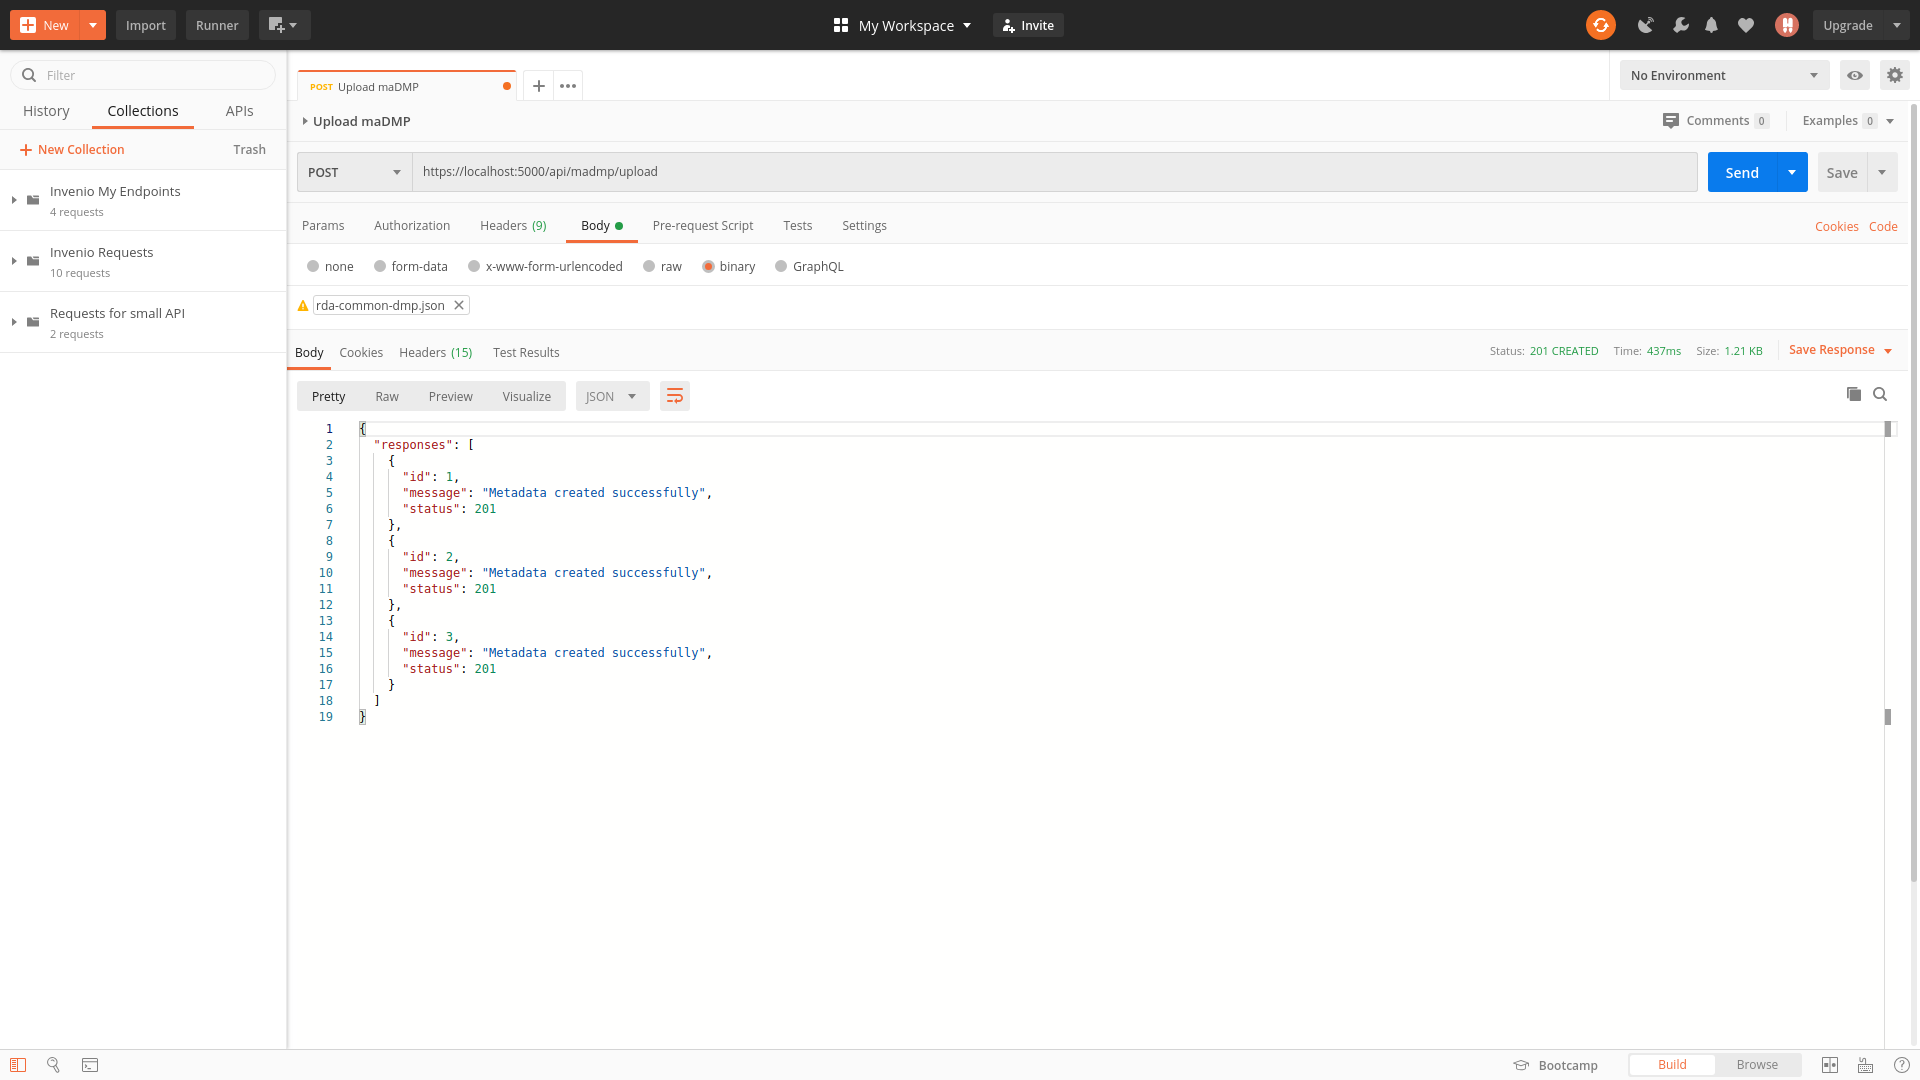 New Import Runner My Workspace Invite Upgrade
Filter
History Collections APIs
New Collection Trash
Invenio My Endpoints
4 requests
Invenio Requests
10 requests
Requests for small API
2 requests
POST Upload maDMP
No Environment
Upload maDMP Comments 0 Examples 0
POST https://localhost:5000/api/madmp/upload Send Save
Params Authorization Headers (9) Body Pre-request Script Tests Settings Cookies Code
none form-data x-www-form-urlencoded raw binary GraphQL
rda-common-dmp.json
Body Cookies Headers (15) Test Results Status: 201 CREATED Time: 437ms Size: 1.21 KB Save Response
Pretty Raw Preview Visualize JSON
1 {
2 "responses": [
3 {
4 "id": 1,
5 "message": "Metadata created successfully",
6 "status": 201
7 },
8 {
9 "id": 2,
10 "message": "Metadata created successfully",
11 "status": 201
12 },
13 {
14 "id": 3,
15 "message": "Metadata created successfully",
16 "status": 201
17 }
18 ]
19 }
Bootcamp Build Browse